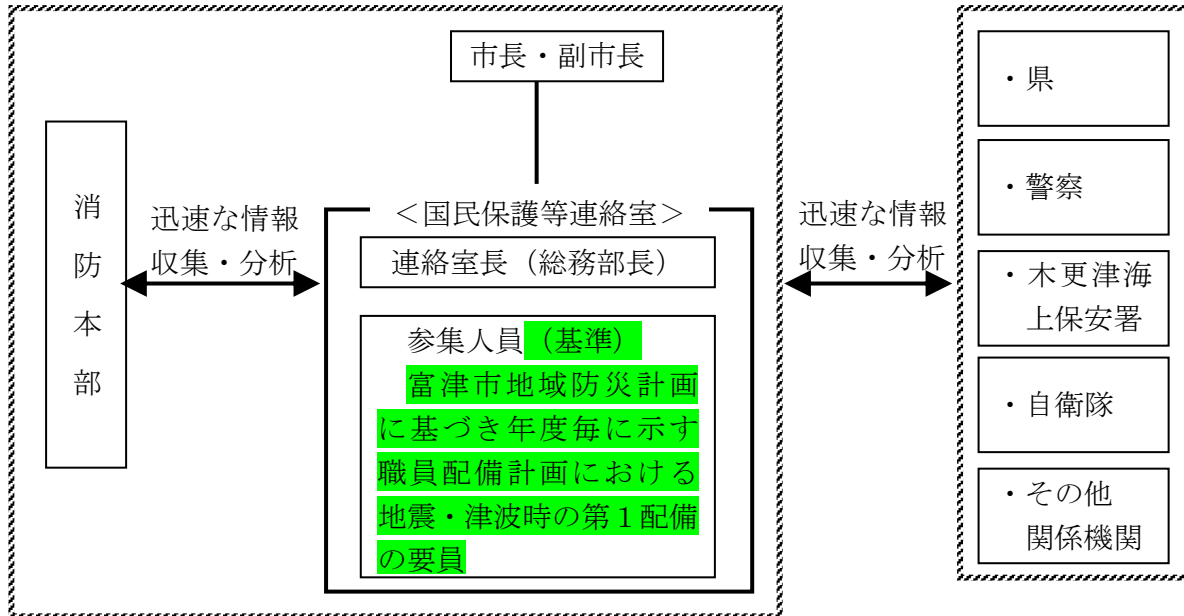 市長・副市長
消
防
本
部
迅速な情報
収集・分析
<国民保護等連絡室>
連絡室長（総務部長）
参集人員（基準）
富津市地域防災計画
に基づき年度毎に示す
職員配備計画における
地震・津波時の第１配備
の要員
迅速な情報
収集・分析
・県
・警察
・木更津海
上保安署
・自衛隊
・その他
関係機関